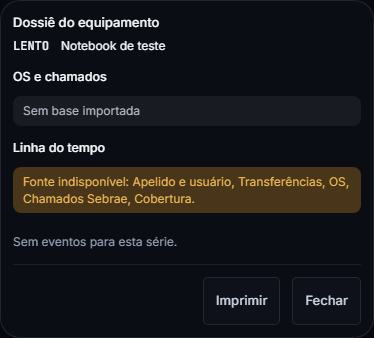 Dossiê do equipamento
LENTO Notebook de teste
OS e chamados
Sem base importada
Linha do tempo
Fonte indisponível: Apelido e usuário, Transferências, OS,
Chamados Sebrae, Cobertura.
Sem eventos para esta série.
Imprimir Fechar